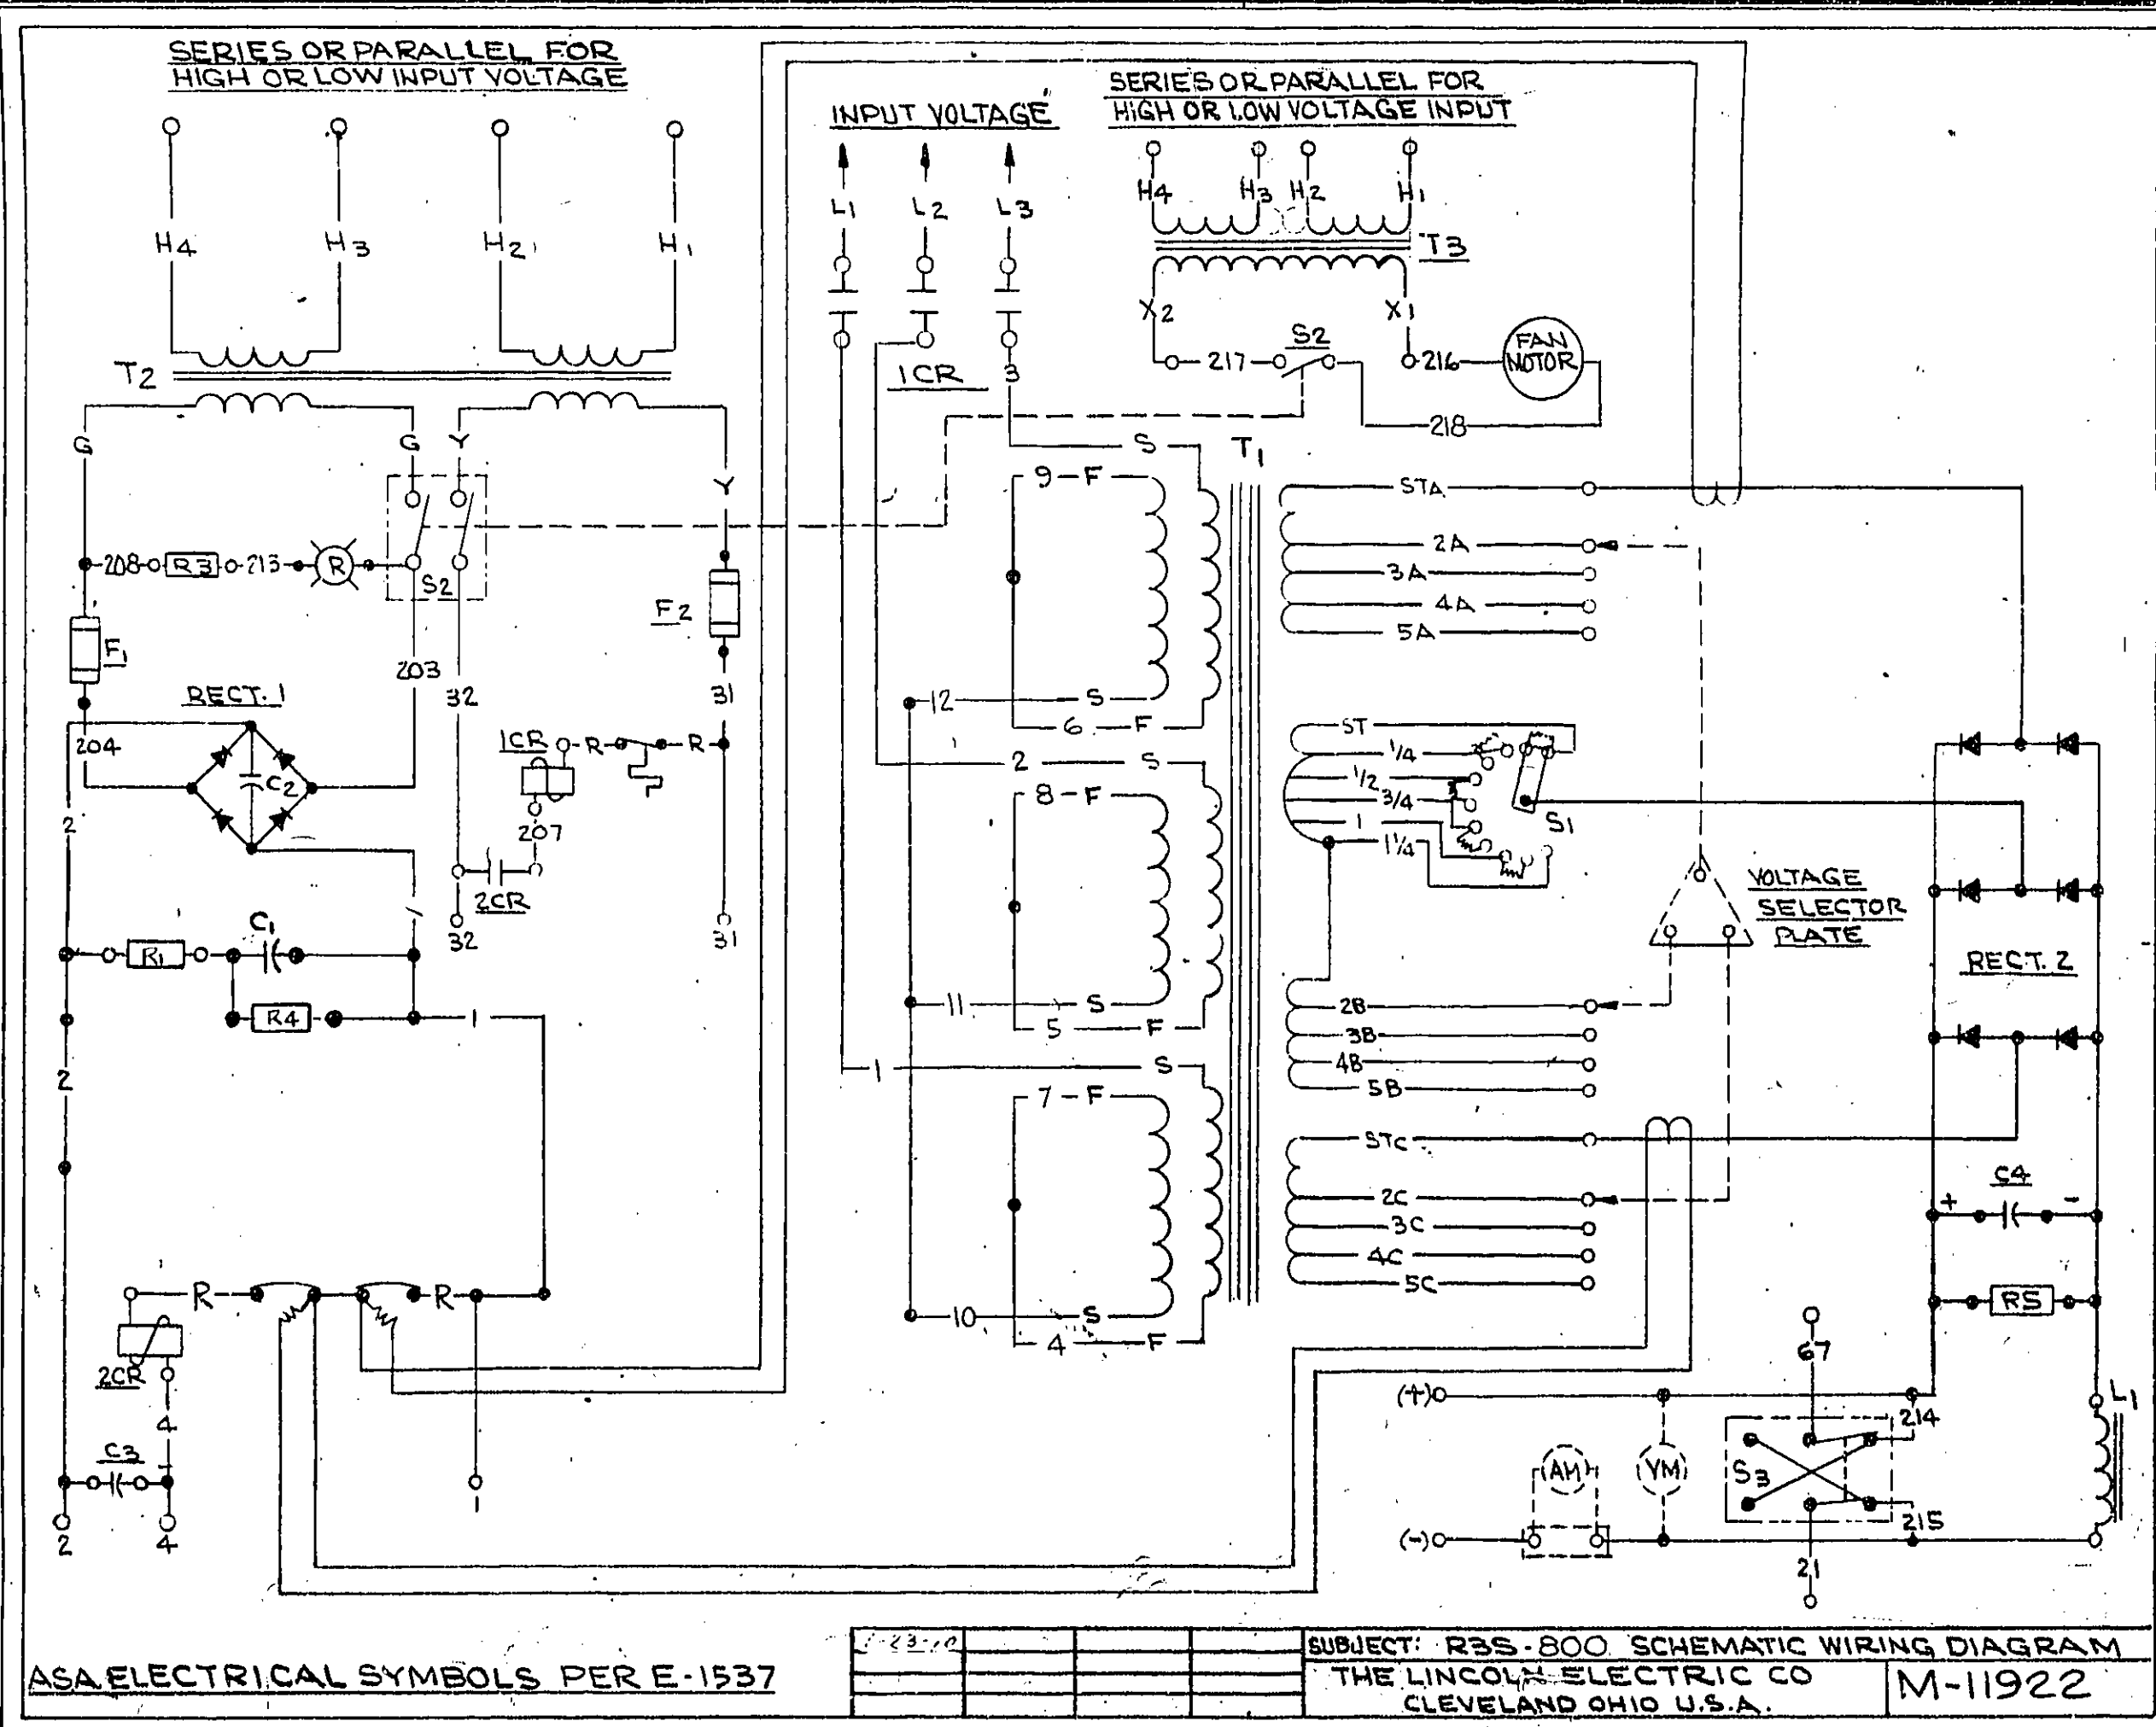 SERIES OR PARALLEL FOR
HIGH OR LOW INPUT VOLTAGE
INPUT VOLTAGE
SERIES OR PARALLEL FOR
HIGH OR LOW VOLTAGE INPUT
H4
H3
H2
H1
L1
L2
L3
H4
H3
H2
H1
T3
T2
X2
X1
1CR
3
217
S2
216
FAN
MOTOR
218
G
G
Y
Y
S
T1
9-F
STA
2A
3A
4A
5A
208
R3
213
R
S2
F1
F2
203
32
31
RECT. 1
204
C2
1CR
R
R
207
2
2CR
32
31
12
S
6
F
2
S
8-F
ST
1/4
1/2
3/4
1
1 1/4
S1
VOLTAGE
SELECTOR
PLATE
RECT. 2
R1
C1
R4
1
11
S
5
F
2B
3B
4B
5B
2
1
S
7-F
STC
2C
3C
4C
5C
C4
+
-
R5
R
R
2CR
4
C3
2
4
1
10
S
4
F
67
(+)
214
L1
AM
VM
S3
(-)
215
21
ASA ELECTRICAL SYMBOLS PER E-1537
SUBJECT: R3S-800 SCHEMATIC WIRING DIAGRAM
THE LINCOLN ELECTRIC CO
CLEVELAND OHIO U.S.A.
M-11922